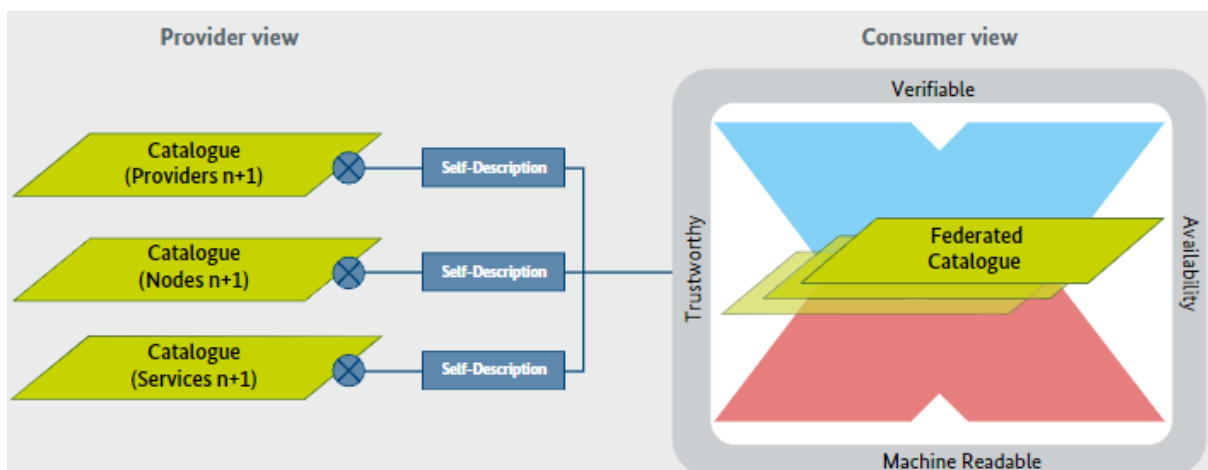 Provider view
Catalogue
(Providers n+1)
Self-Description
Catalogue
(Nodes n+1)
Self-Description
Catalogue
(Services n+1)
Self-Description
Consumer view
Verifiable
Trustworthy
Federated
Catalogue
Availability
Machine Readable